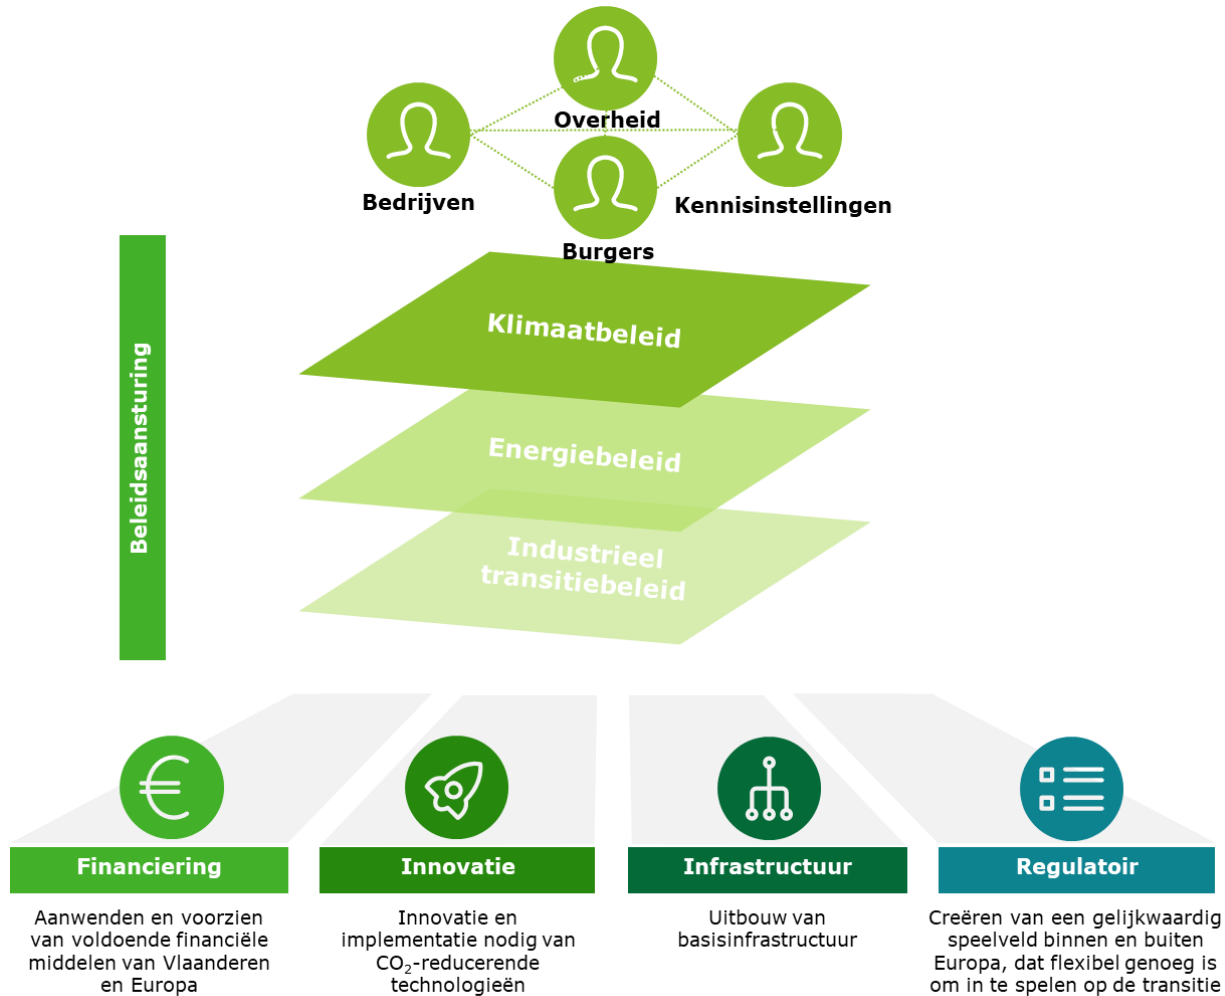 Overheid
Bedrijven
Kennisinstellingen
Burgers
Beleidsaansturing
Klimaatbeleid
Energiebeleid
Industrieel
transitiebeleid
Financiering
Aanwenden en voorzien
van voldoende financiële
middelen van Vlaanderen
en Europa
Innovatie
Innovatie en
implementatie nodig van
CO₂-reducerende
technologieën
Infrastructuur
Uitbouw van
basisinfrastructuur
Regulatoir
Creëren van een gelijkwaardig
speelveld binnen en buiten
Europa, dat flexibel genoeg is
om in te spelen op de transitie